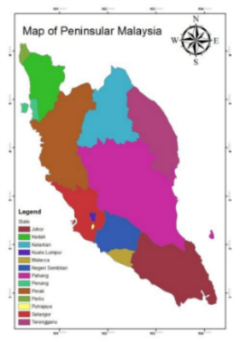 Map of Peninsular Malaysia
N
W E
S
Legend
State
Johor
Kedah
Kelantan
Kuala Lumpur
Malacca
Negeri Sembilan
Pahang
Penang
Perak
Perlis
Putrajaya
Selangor
Terengganu